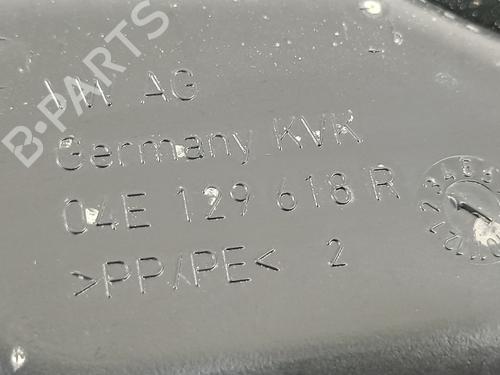 B-PARTS
VW AG
Germany KVK
04E 129 618 R
>PP/PE< 2